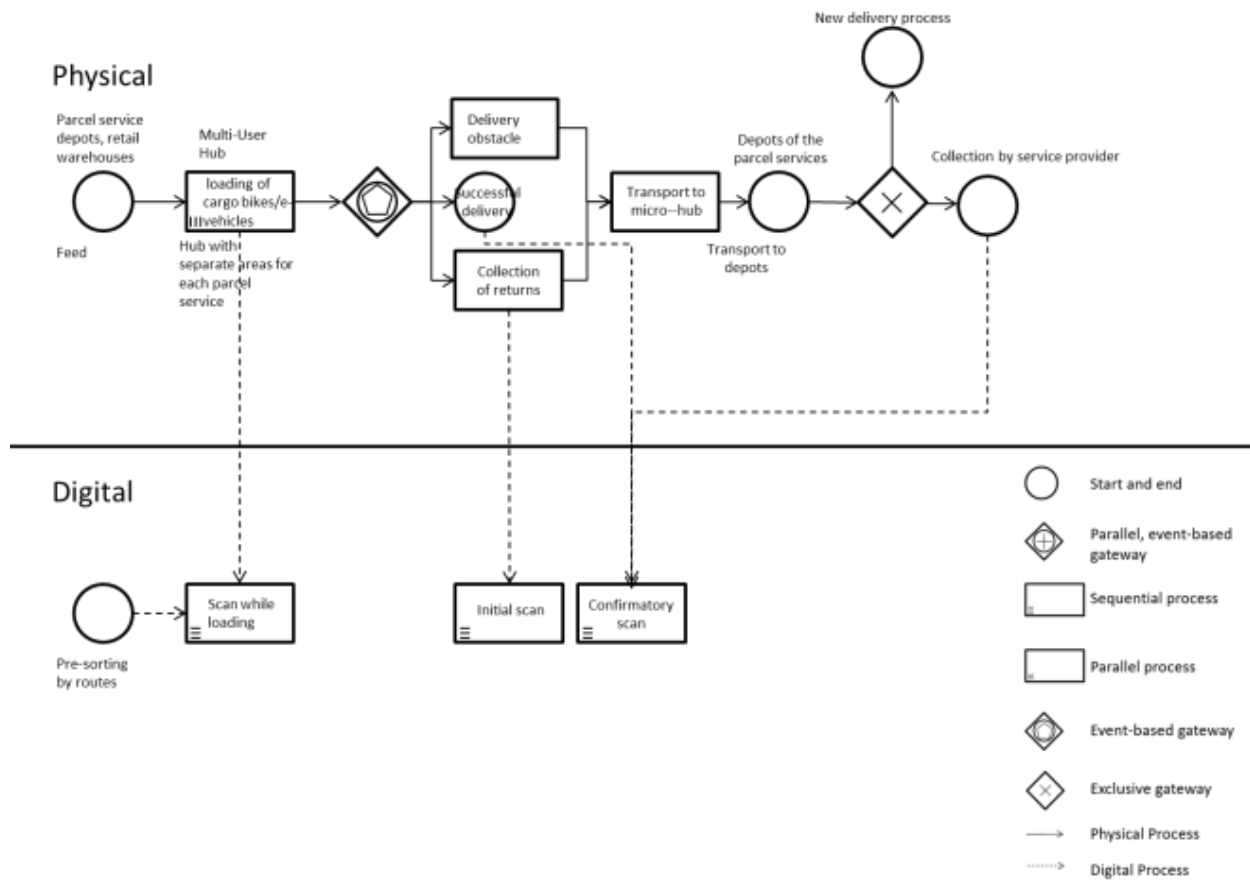 New delivery process
Physical
Parcel service
depots, retail
warehouses
Multi-User
Hub
Delivery
obstacle
Depots of the
parcel services
Collection by service provider
loading of
cargo bikes/e-
vehicles
Successful
delivery
Transport to
micro--hub
Feed
Hub with
separate areas for
each parcel
service
Collection
of returns
Transport to
depots
Digital
Start and end
Parallel, event-based
gateway
Scan while
loading
Initial scan
Confirmatory
scan
Sequential process
Pre-sorting
by routes
Parallel process
Event-based gateway
Exclusive gateway
Physical Process
Digital Process